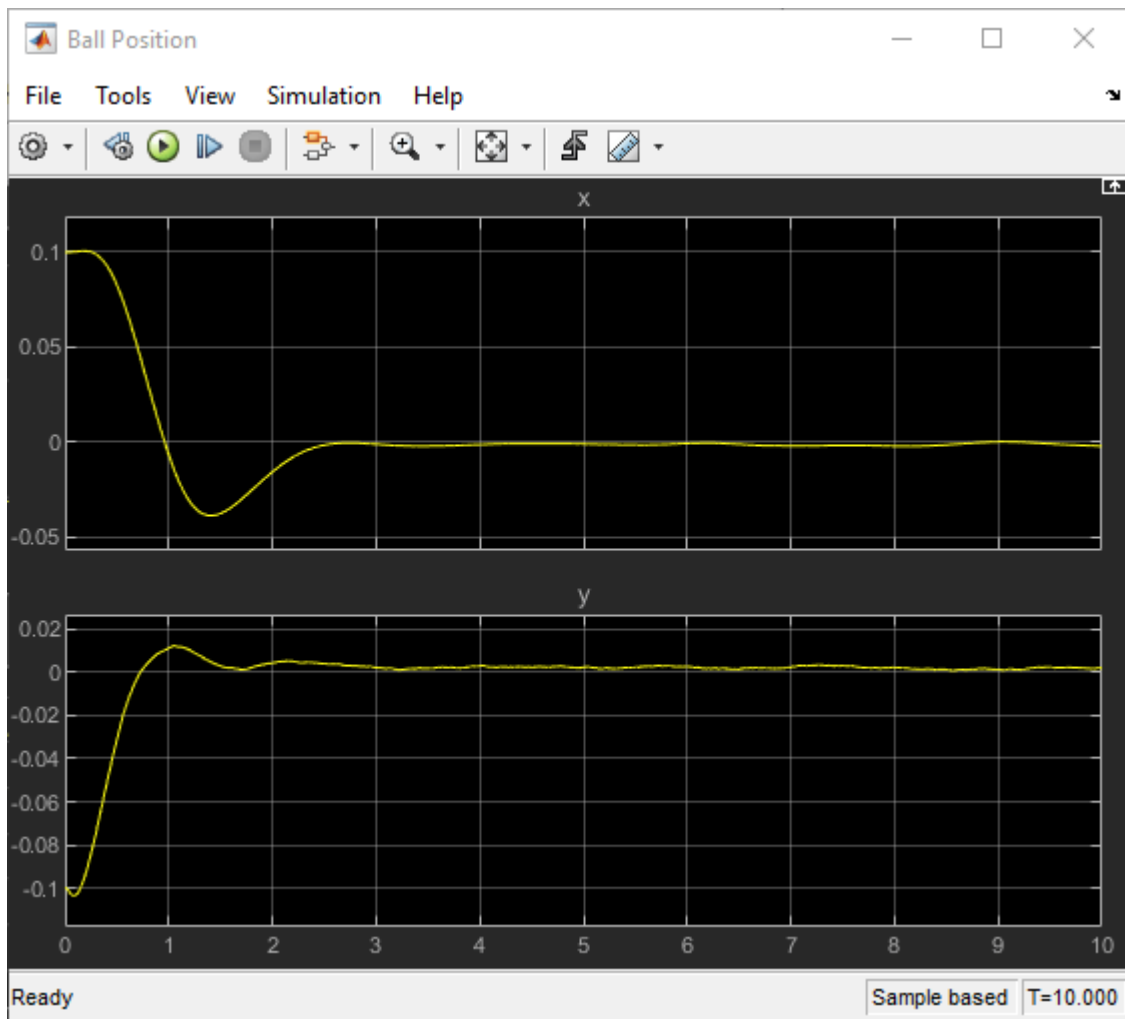 Ball Position
File Tools View Simulation Help
x
0.1
0.05
0
-0.05
y
0.02
0
-0.02
-0.04
-0.06
-0.08
-0.1
0 1 2 3 4 5 6 7 8 9 10
Ready Sample based T=10.000